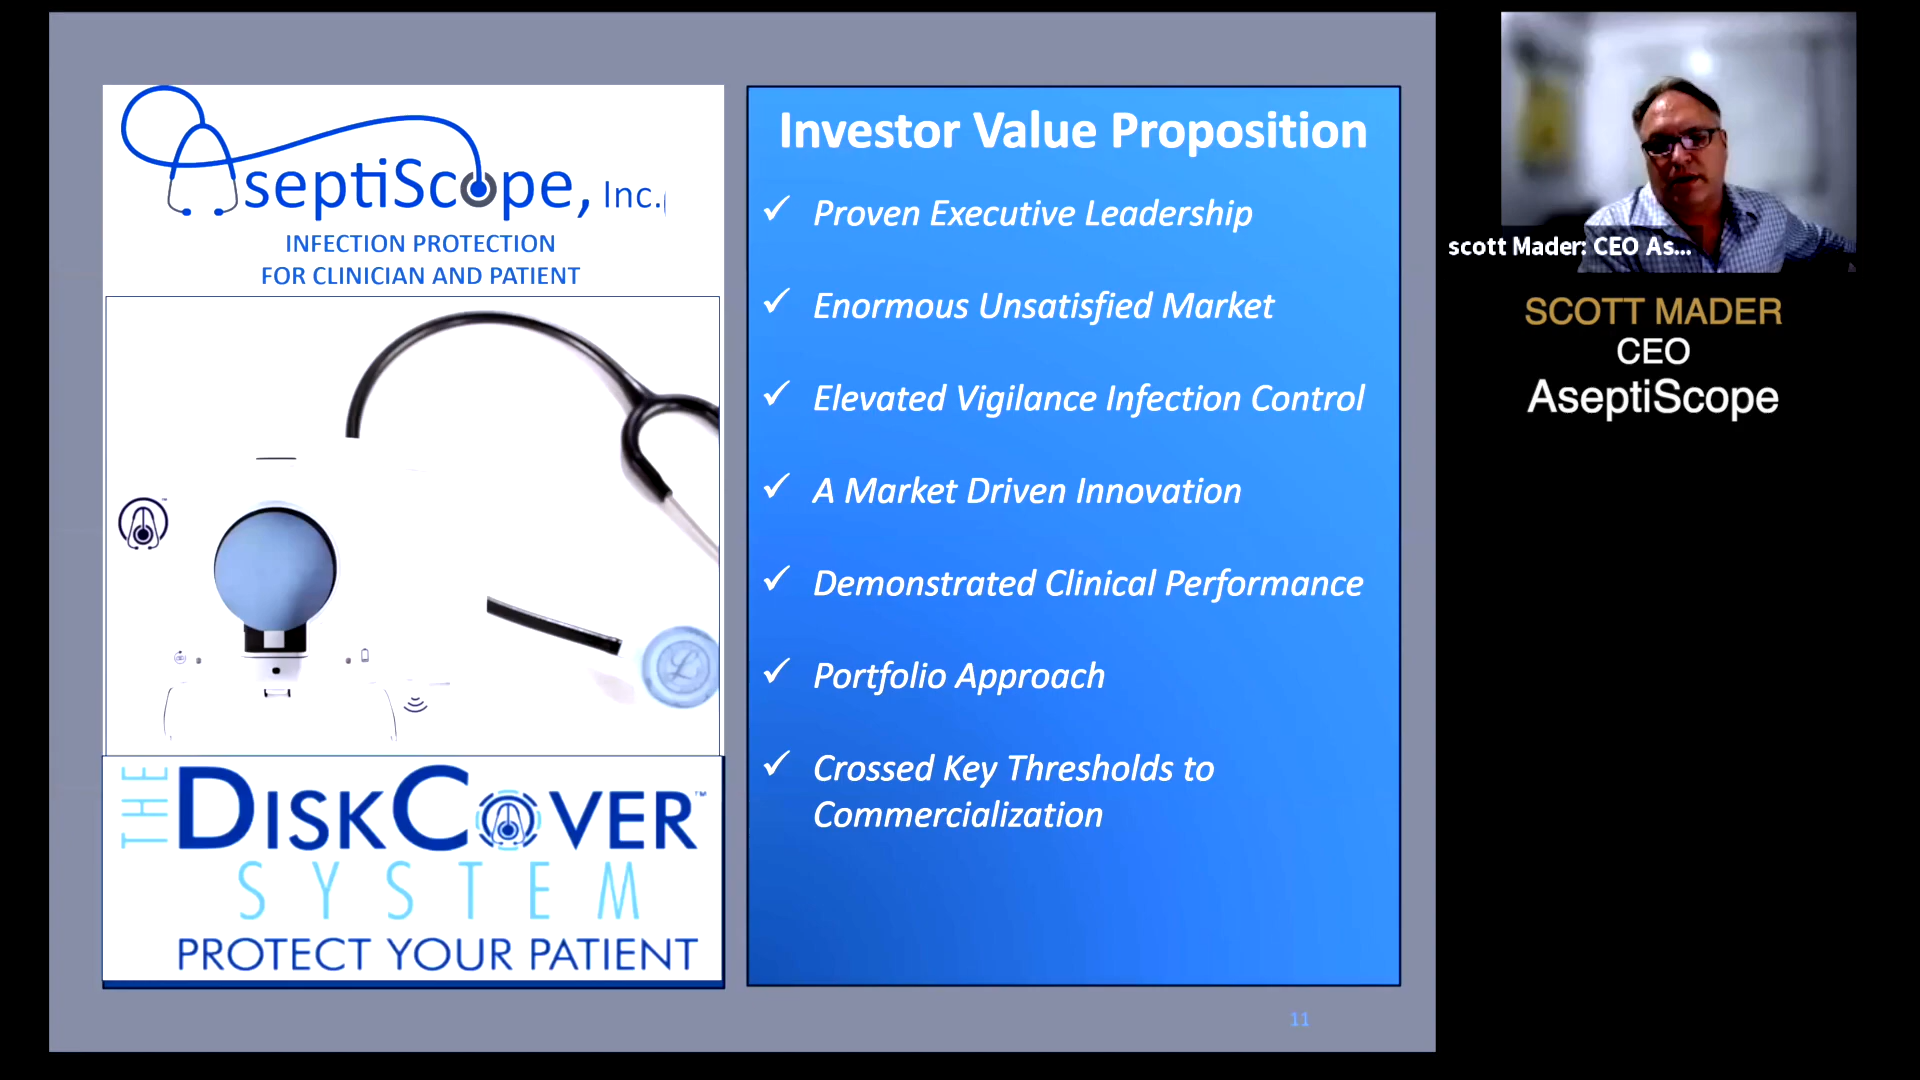 AseptiScope, Inc.
INFECTION PROTECTION
FOR CLINICIAN AND PATIENT
THE DISKCOVER™
SYSTEM
PROTECT YOUR PATIENT
Investor Value Proposition
✓ Proven Executive Leadership
✓ Enormous Unsatisfied Market
✓ Elevated Vigilance Infection Control
✓ A Market Driven Innovation
✓ Demonstrated Clinical Performance
✓ Portfolio Approach
✓ Crossed Key Thresholds to
Commercialization
11
scott Mader: CEO As...
SCOTT MADER
CEO
AseptiScope